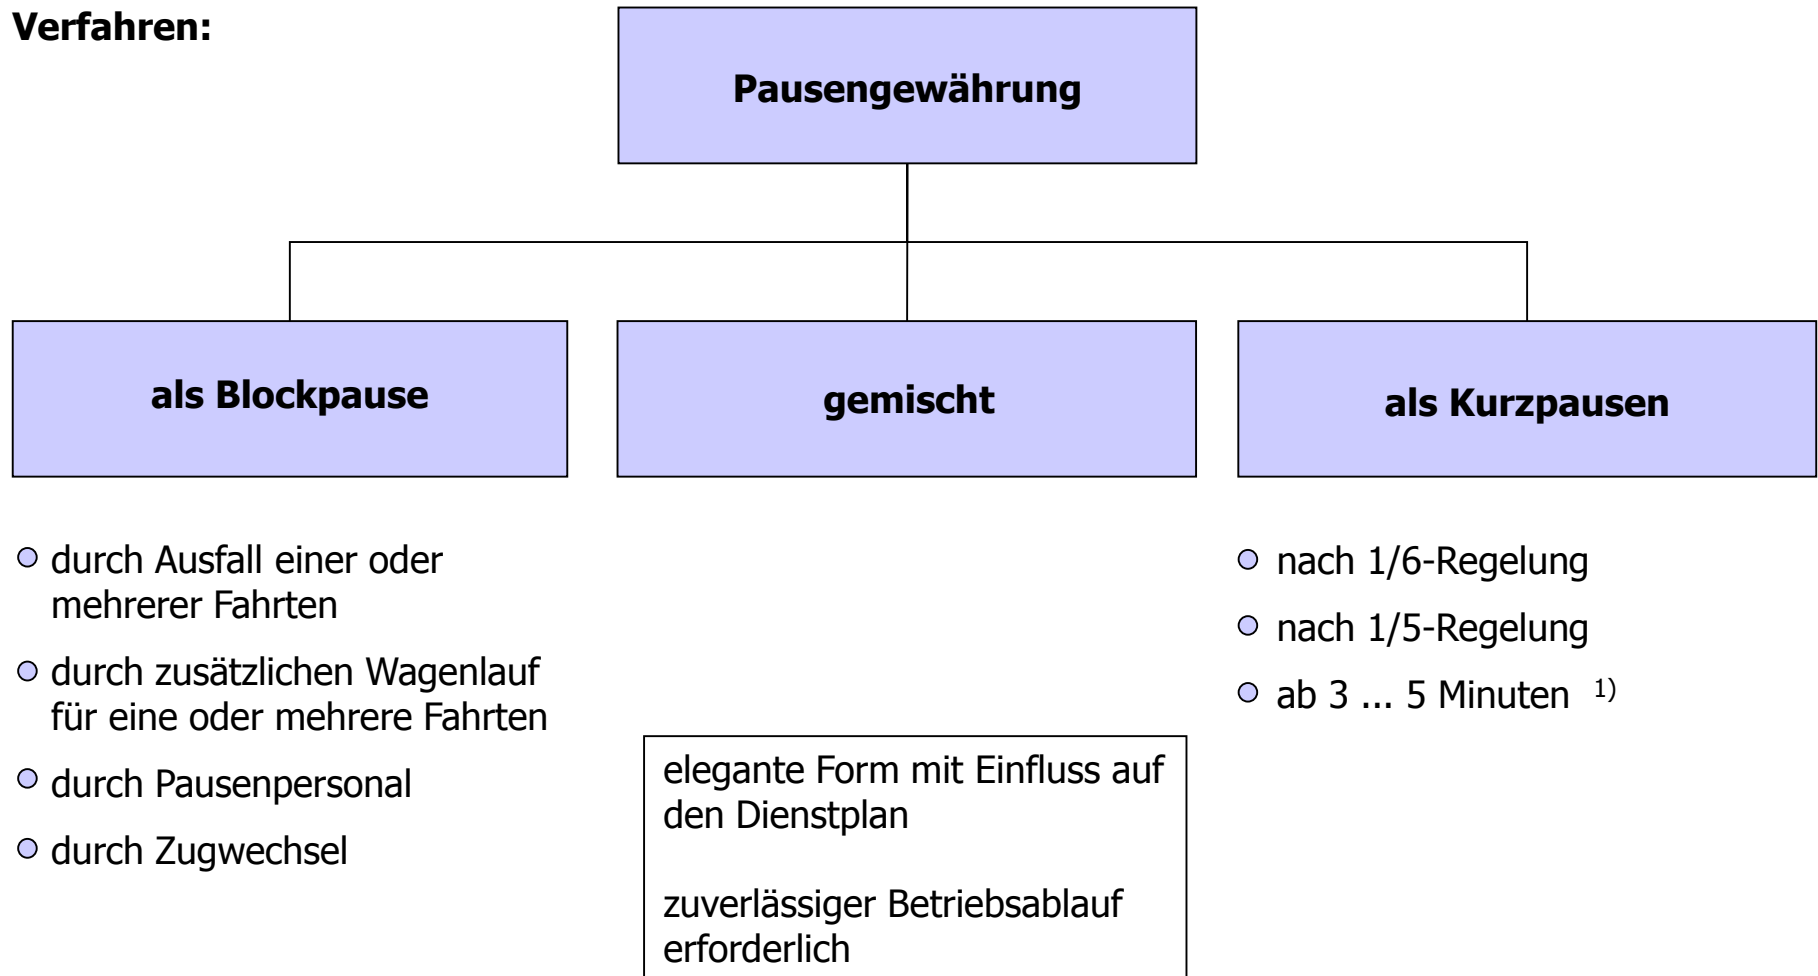 Verfahren:
Pausengewährung
als Blockpause
gemischt
als Kurzpausen
durch Ausfall einer oder
mehrerer Fahrten
durch zusätzlichen Wagenlauf
für eine oder mehrere Fahrten
durch Pausenpersonal
durch Zugwechsel
elegante Form mit Einfluss auf
den Dienstplan
zuverlässiger Betriebsablauf
erforderlich
nach 1/6-Regelung
nach 1/5-Regelung
ab 3 ... 5 Minuten 1)